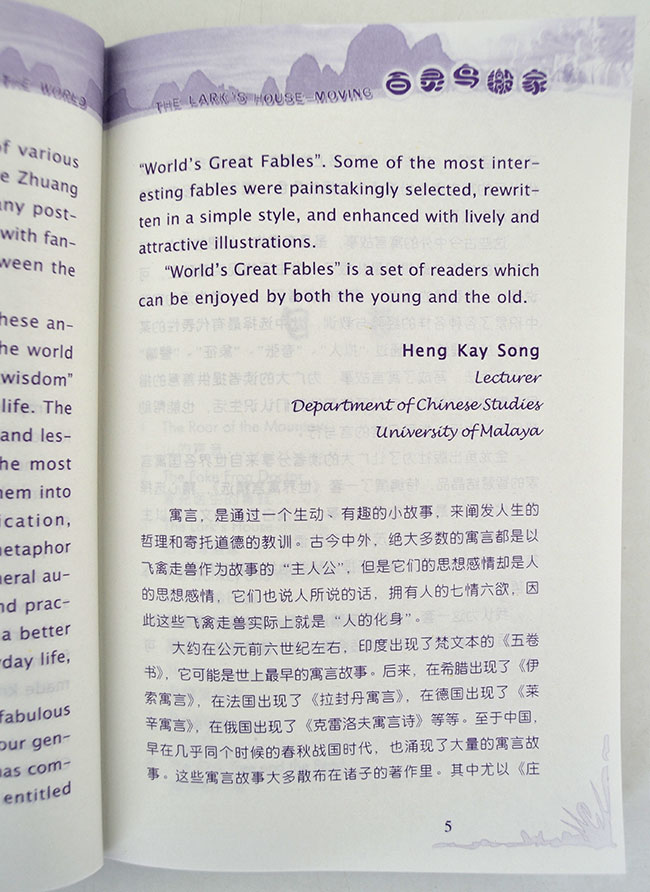 THE WORLD
of various
e Zhuang
any post-
with fan-
ween the
hese an-
he world
wisdom"
life. The
and les-
he most
em into
ication,
metaphor
neral au-
nd prac-
a better
day life,
fabulous
our gen-
has com-
entitled
THE LARK'S HOUSE-MOVING 百灵鸟搬家
"World's Great Fables". Some of the most inter-
esting fables were painstakingly selected, rewrit-
ten in a simple style, and enhanced with lively and
attractive illustrations.
"World's Great Fables" is a set of readers which
can be enjoyed by both the young and the old.
Heng Kay Song
Lecturer
Department of Chinese Studies
University of Malaya
寓言，是通过一个生动、有趣的小故事，来阐发人生的
哲理和寄托道德的教训。古今中外，绝大多数的寓言都是以
飞禽走兽作为故事的“主人公”，但是它们的思想感情却是人
的思想感情，它们也说人所说的话，拥有人的七情六欲，因
此这些飞禽走兽实际上就是“人的化身”。
大约在公元前六世纪左右，印度出现了梵文本的《五卷
书》，它可能是世上最早的寓言故事。后来，在希腊出现了《伊
索寓言》，在法国出现了《拉封丹寓言》，在德国出现了《莱
辛寓言》，在俄国出现了《克雷洛夫寓言诗》等等。至于中国，
早在几乎同个时候的春秋战国时代，也涌现了大量的寓言故
事。这些寓言故事大多散布在诸子的著作里。其中尤以《庄
5